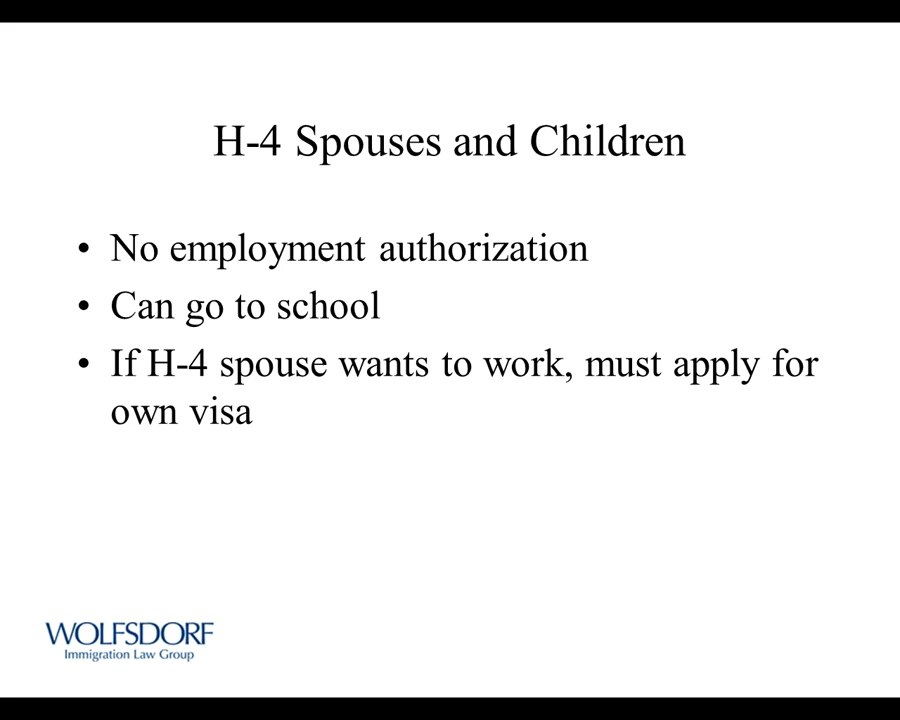 H-4 Spouses and Children
• No employment authorization
• Can go to school
• If H-4 spouse wants to work, must apply for
own visa
WOLFSDORF
Immigration Law Group